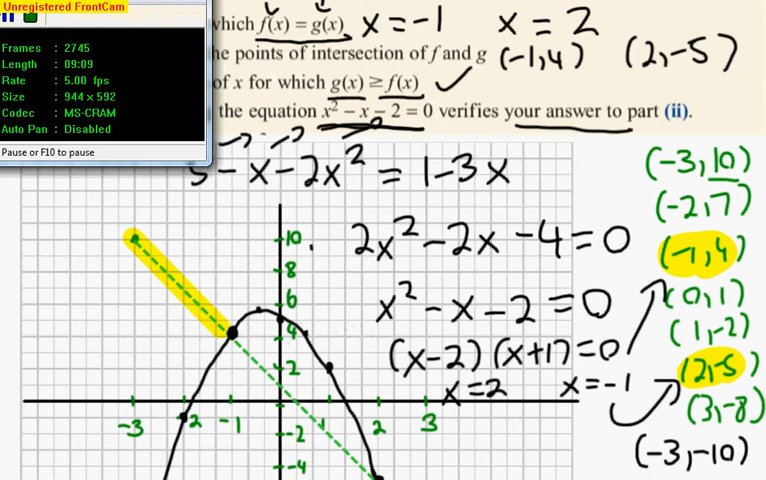 Unregistered FrontCam
Frames : 2745
Length : 09:09
Rate : 5.00 fps
Size : 944 x 592
Codec : MS-CRAM
Auto Pan : Disabled
Pause or F10 to pause
which f(x) = g(x). x = -1 x = 2
he points of intersection of f and g (-1,4) (2,-5)
of x for which g(x) ≥ f(x)
the equation x² − x − 2 = 0 verifies your answer to part (ii).
5 - x - 2x² = 1 - 3x
2x² - 2x - 4 = 0
x² - x - 2 = 0
(x-2) (x+1) = 0
x = 2 x = -1
(-3, 10)
(-2, 7)
(-1, 4)
(0, 1)
(1, -2)
(2, -5)
(3, -8)
(-3, -10)
10
8
6
4
2
-3 -2 -1 1 2 3
-2
-4